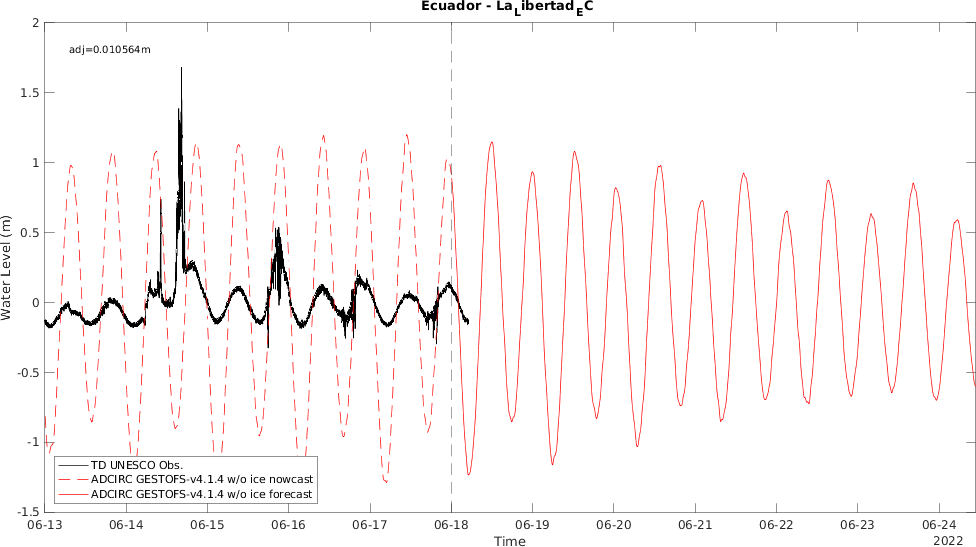 Ecuador - La_Libertad_EC
adj=0.010564m
2
1.5
1
0.5
0
-0.5
-1
-1.5
Water Level (m)
TD UNESCO Obs.
ADCIRC GESTOFS-v4.1.4 w/o ice nowcast
ADCIRC GESTOFS-v4.1.4 w/o ice forecast
06-13 06-14 06-15 06-16 06-17 06-18 06-19 06-20 06-21 06-22 06-23 06-24
Time
2022